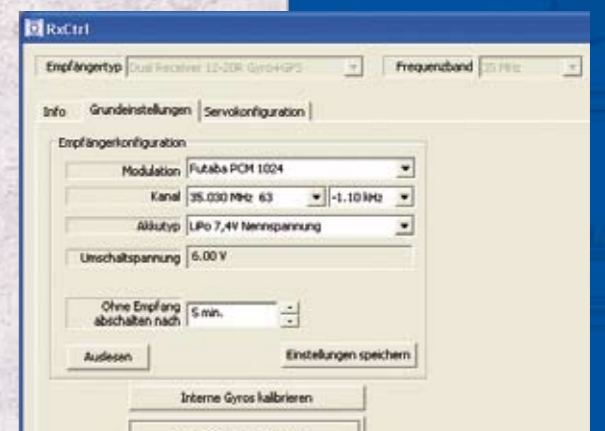 RxCtrl
Empfängertyp Dual Receiver 12-20R Gyro+GPS Frequenzband 35 MHz
Info Grundeinstellungen Servokonfiguration
Empfängerkonfiguration
Modulation Futaba PCM 1024
Kanal 35.030 MHz 63 -1.10 kHz
Akkutyp LiPo 7,4V Nennspannung
Umschaltspannung 6.00 V
Ohne Empfang
abschalten nach 5 min.
Auslesen Einstellungen speichern
Interne Gyros kalibrieren